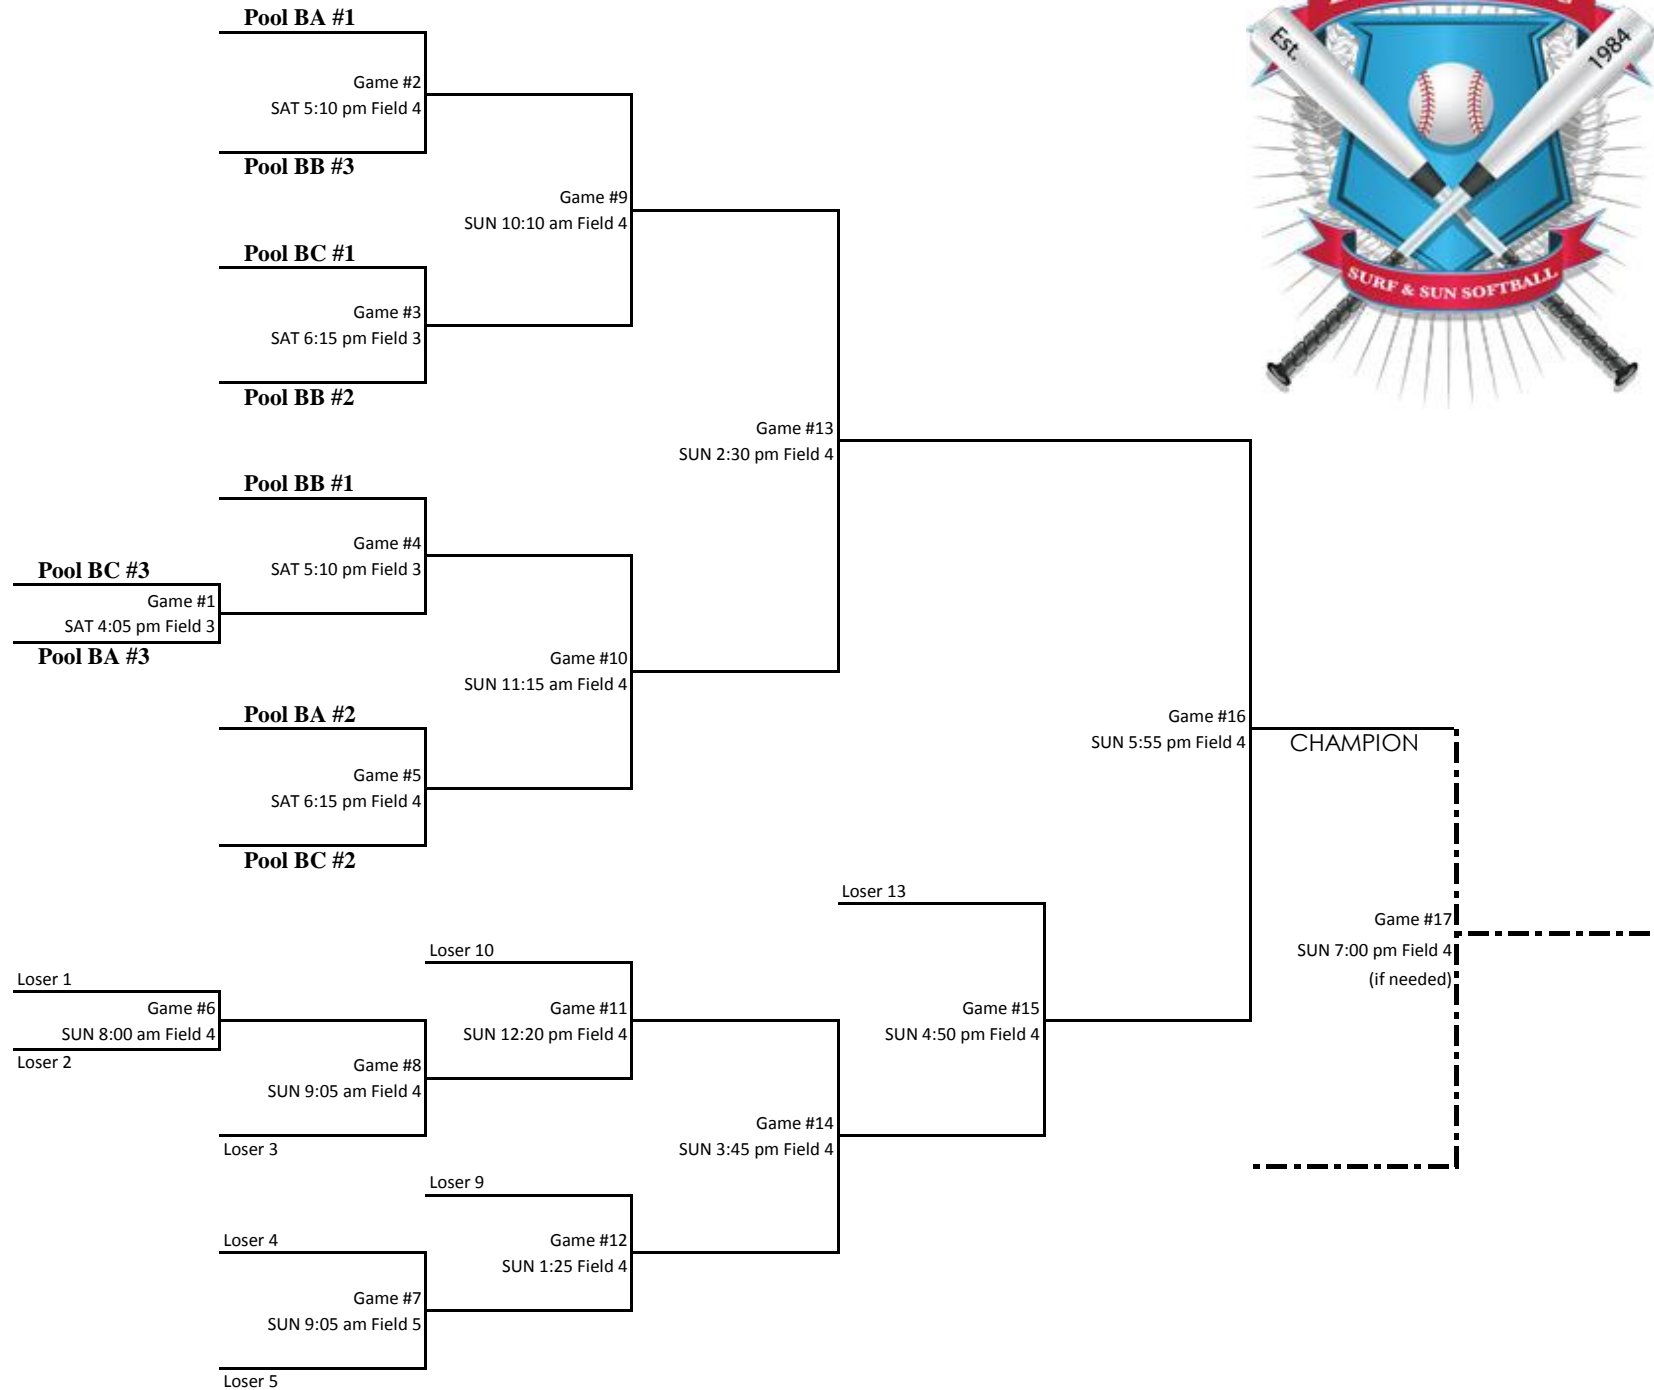 Pool BA #1
Game #2
SAT 5:10 pm Field 4
Pool BB #3
Game #9
SUN 10:10 am Field 4
Pool BC #1
Game #3
SAT 6:15 pm Field 3
Pool BB #2
Game #13
SUN 2:30 pm Field 4
Pool BB #1
Game #4
SAT 5:10 pm Field 3
Pool BC #3
Game #1
SAT 4:05 pm Field 3
Pool BA #3
Game #10
SUN 11:15 am Field 4
Pool BA #2
Game #5
SAT 6:15 pm Field 4
Pool BC #2
Game #16
SUN 5:55 pm Field 4
CHAMPION
Loser 13
Game #17
SUN 7:00 pm Field 4
(if needed)
Loser 10
Loser 1
Game #6
SUN 8:00 am Field 4
Loser 2
Game #11
SUN 12:20 pm Field 4
Game #15
SUN 4:50 pm Field 4
Game #8
SUN 9:05 am Field 4
Loser 3
Game #14
SUN 3:45 pm Field 4
Loser 9
Loser 4
Game #12
SUN 1:25 Field 4
Game #7
SUN 9:05 am Field 5
Loser 5
Est.
1984
SURF & SUN SOFTBALL